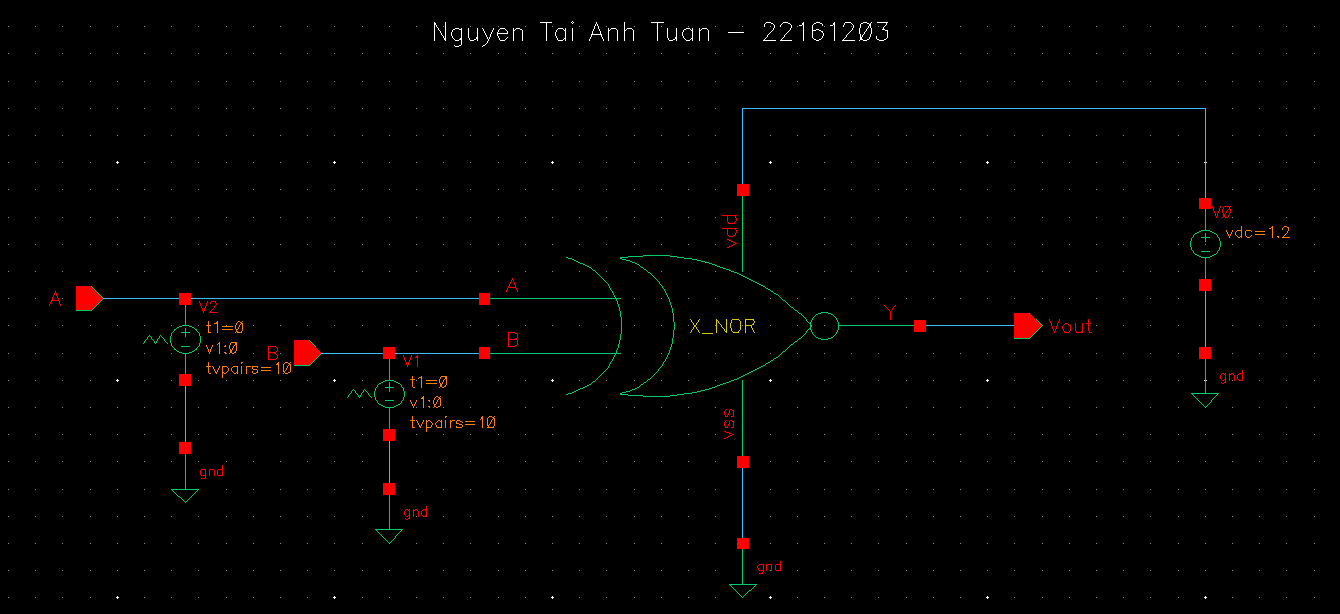 Nguyen Tai Anh Tuan - 22161203
vdd
V0
vdc=1.2
A
A
V2
t1=0
v1:0
tvpairs=10
B
B
V1
t1=0
v1:0
tvpairs=10
X_NOR
Y
Vout
gnd
vss
gnd
gnd
gnd